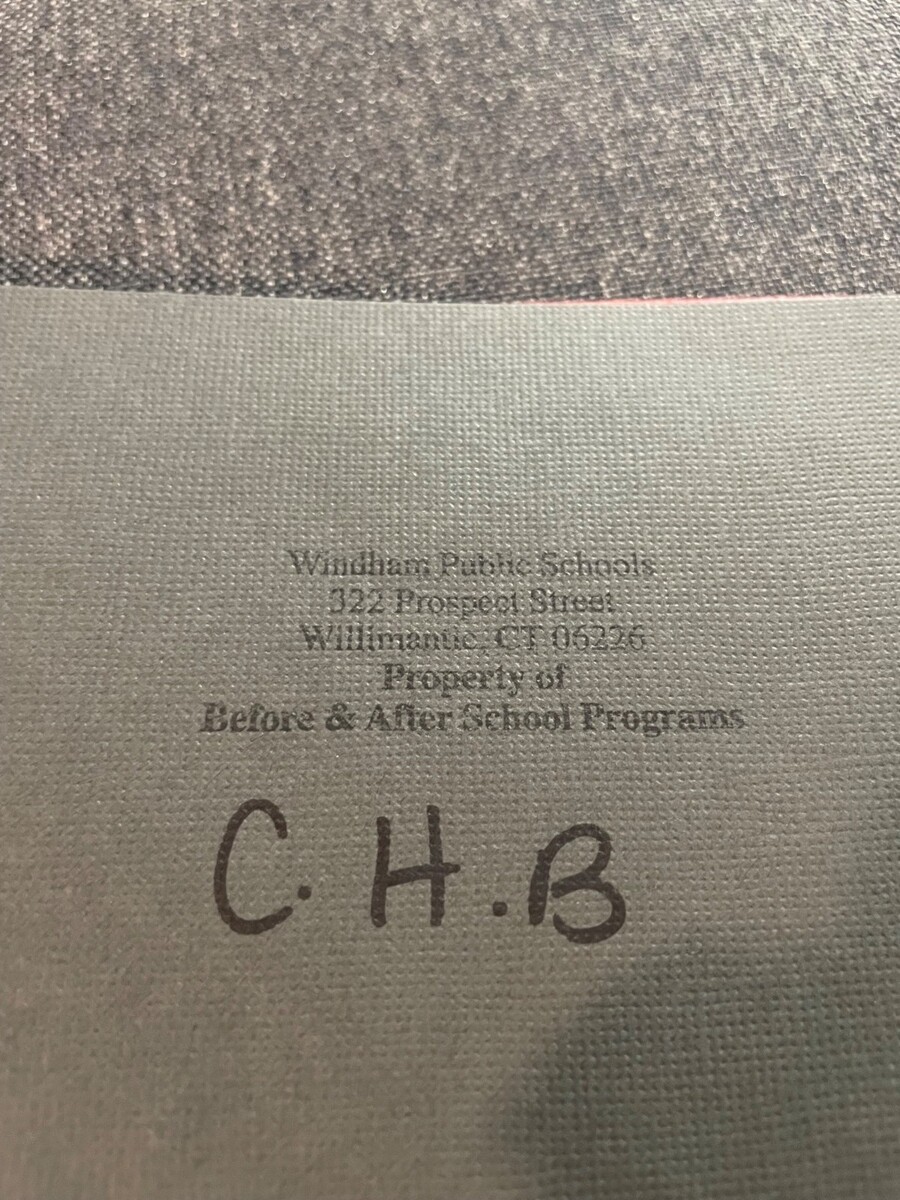 Windham Public Schools
322 Prospect Street
Willimantic, CT 06226
Property of
Before & After School Programs
C. H. B